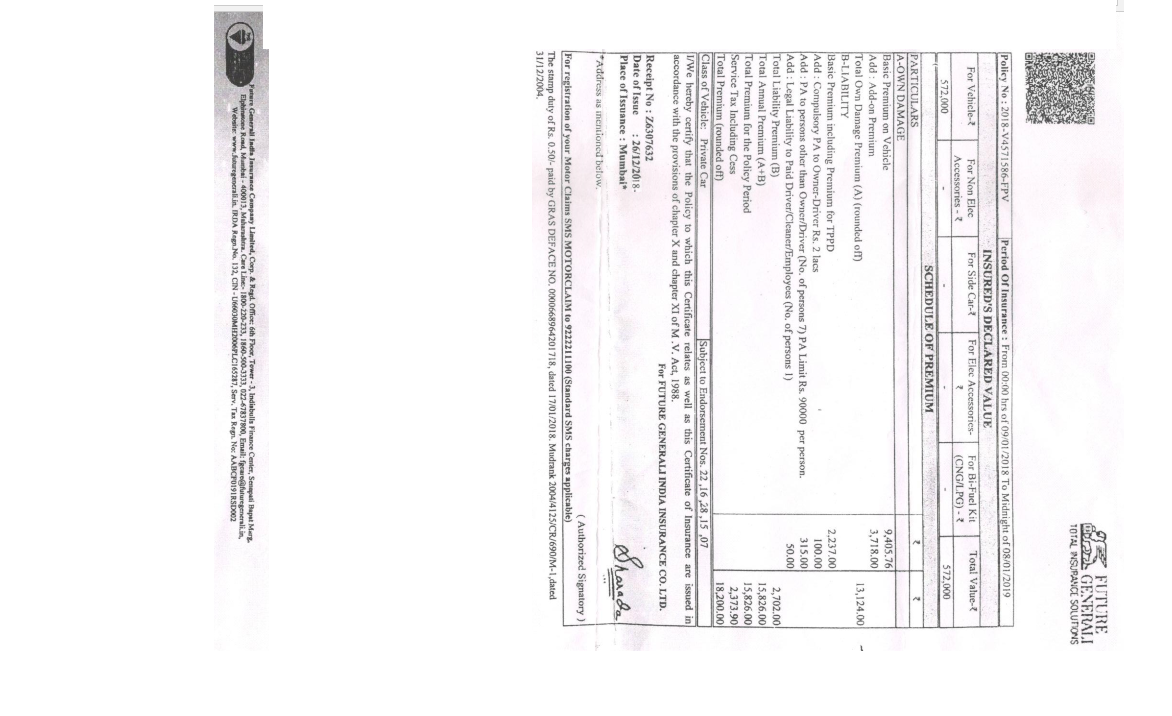 FUTURE
GENERALI
TOTAL INSURANCE SOLUTIONS
Policy No : 2018-V4571586-FPV Period Of Insurance : From 00:00 hrs of 09/01/2018 To Midnight of 08/01/2019
INSURED'S DECLARED VALUE
For Vehicle-₹ For Non Elec Accessories - ₹ For Side Car-₹ For Elec Accessories- ₹ For Bi-Fuel Kit (CNG/LPG) - ₹ Total Value-₹
572,000 - - - - 572,000
SCHEDULE OF PREMIUM
PARTICULARS ₹ ₹
A-OWN DAMAGE
Basic Premium on Vehicle 9,405.76
Add : Add-on Premium 3,718.00
Total Own Damage Premium (A) (rounded off) 13,124.00
B-LIABILITY
Basic Premium including Premium for TPPD 2,237.00
Add : Compulsory PA to Owner-Driver Rs. 2 lacs 100.00
Add : PA to persons other than Owner/Driver (No. of persons 7) PA Limit Rs. 90000 per person. 315.00
Add : Legal Liability to Paid Driver/Cleaner/Employees (No. of persons 1) 50.00
Total Liability Premium (B) 2,702.00
Total Annual Premium (A+B) 15,826.00
Total Premium for the Policy Period 15,826.00
Service Tax Including Cess 2,373.90
Total Premium (rounded off) 18,200.00
Class of Vehicle: Private Car Subject to Endorsement Nos. 22 ,16 ,28 ,15 ,07
I/We hereby certify that the Policy to which this Certificate relates as well as this Certificate of Insurance are issued in
accordance with the provisions of chapter X and chapter XI of M .V. Act, 1988.
For FUTURE GENERALI INDIA INSURANCE CO. LTD.
Receipt No : Z6307632
Date of Issue : 26/12/2018-
Place of Issuance : Mumbai*
Sharada
*Address as mentioned below.
( Authorized Signatory )
For registration of your Motor Claims SMS MOTORCLAIM to 9222211100 (Standard SMS charges applicable)
The stamp duty of Rs. 0.50/- paid by GRAS DEFACE NO. 0000668964201718, dated 17/01/2018. Mudrank 2004/4125/CR/690/M-1,dated
31/12/2004.
Future Generali India Insurance Company Limited, Corp. & Regd. Office: 6th Floor, Tower - 3, Indiabulls Finance Center, Senapati Bapat Marg,
Elphinstone Road, Mumbai - 400013, Maharashtra. Care Line:- 1800-220-233, 1860-500-3333, 022-67837800, Email: fgcare@futuregenerali.in,
Website: www.futuregenerali.in, IRDA Regn.No. 132, CIN - U66030MH2006PLC165287, Serv. Tax Regn. No: AABCF0191RSD002